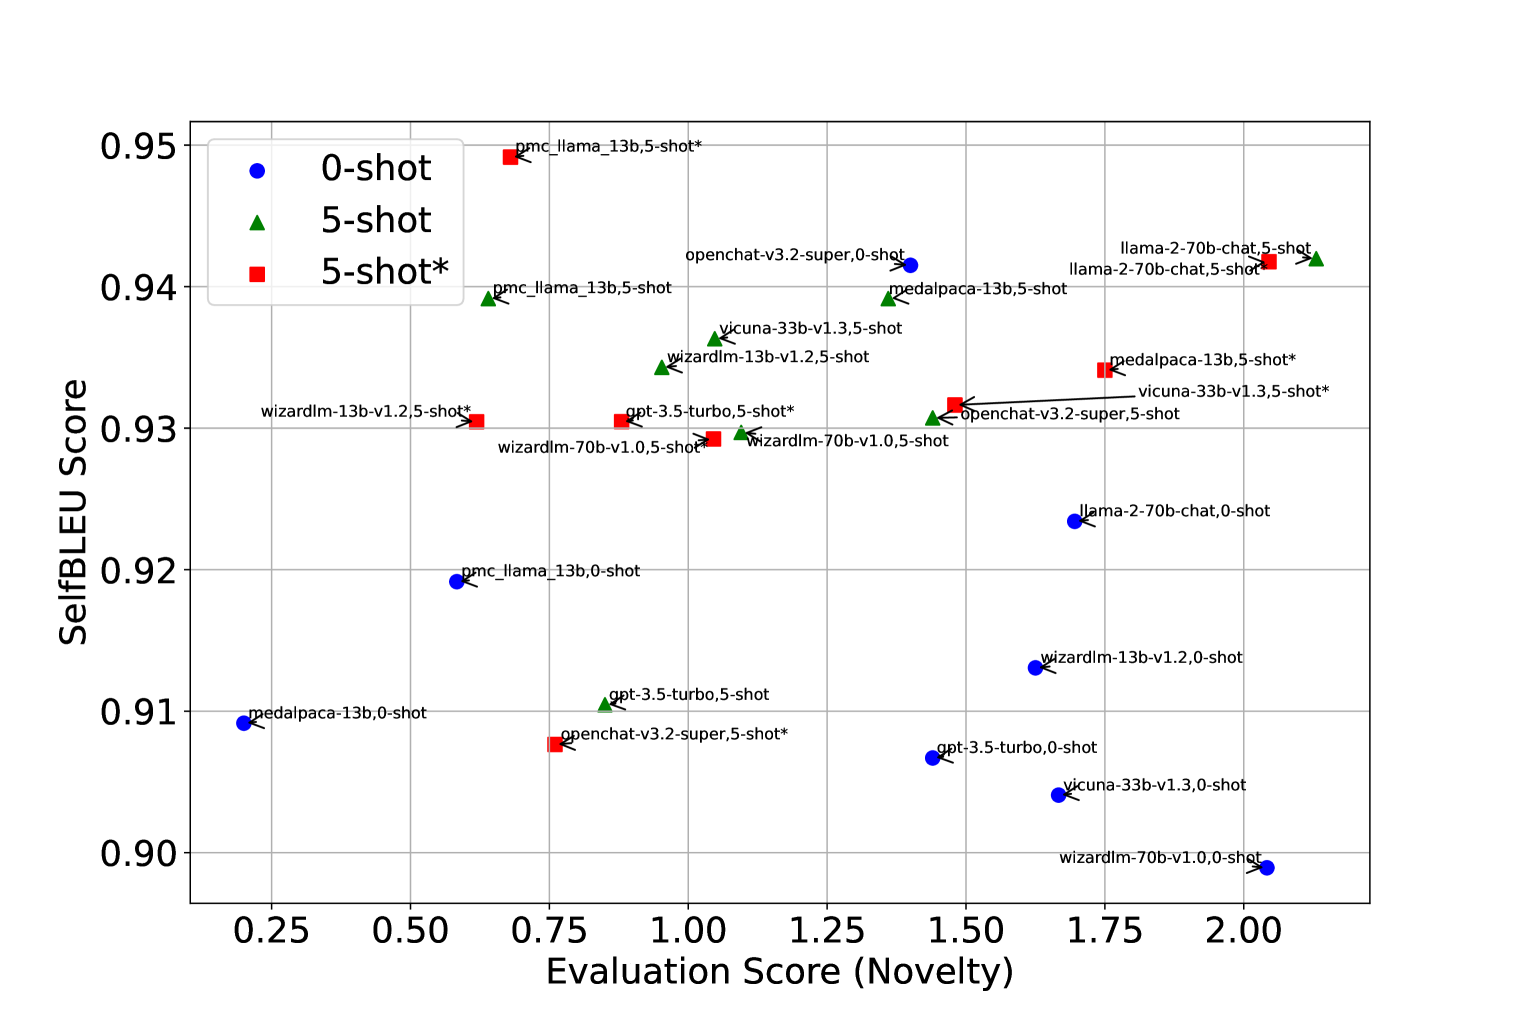 0.95
0.94
0.93
0.92
0.91
0.90
SelfBLEU Score
0-shot
5-shot
5-shot*
pmc_llama_13b,5-shot*
openchat-v3.2-super,0-shot
llama-2-70b-chat,5-shot
llama-2-70b-chat,5-shot*
pmc_llama_13b,5-shot
medalpaca-13b,5-shot
vicuna-33b-v1.3,5-shot
wizardlm-13b-v1.2,5-shot
medalpaca-13b,5-shot*
vicuna-33b-v1.3,5-shot*
wizardlm-13b-v1.2,5-shot*
gpt-3.5-turbo,5-shot*
openchat-v3.2-super,5-shot
wizardlm-70b-v1.0,5-shot*
wizardlm-70b-v1.0,5-shot
llama-2-70b-chat,0-shot
pmc_llama_13b,0-shot
wizardlm-13b-v1.2,0-shot
gpt-3.5-turbo,5-shot
medalpaca-13b,0-shot
openchat-v3.2-super,5-shot*
gpt-3.5-turbo,0-shot
vicuna-33b-v1.3,0-shot
wizardlm-70b-v1.0,0-shot
0.25 0.50 0.75 1.00 1.25 1.50 1.75 2.00
Evaluation Score (Novelty)